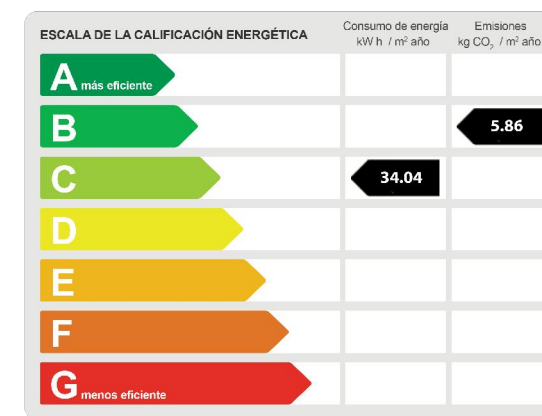 ESCALA DE LA CALIFICACIÓN ENERGÉTICA
Consumo de energía
kW h / m² año
Emisiones
kg CO₂ / m² año
A más eficiente
B
5.86
C
34.04
D
E
F
G menos eficiente